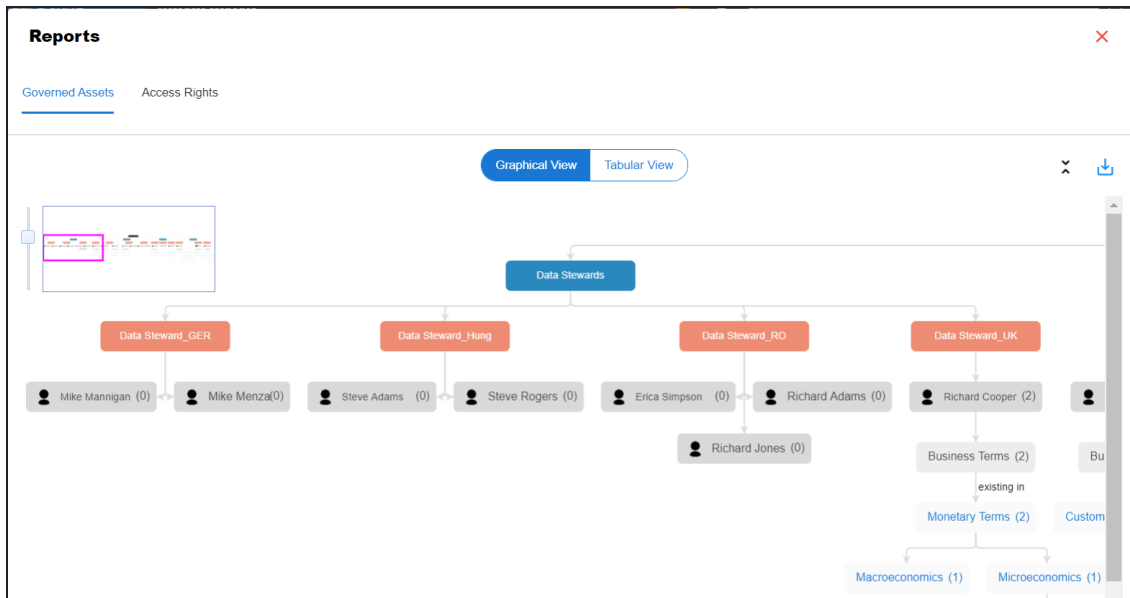 Reports
Governed Assets
Access Rights
Graphical View
Tabular View
Data Stewards
Data Steward_GER
Data Steward_Hung
Data Steward_RO
Data Steward_UK
Mike Mannigan (0)
Mike Menza(0)
Steve Adams (0)
Steve Rogers (0)
Erica Simpson (0)
Richard Adams (0)
Richard Cooper (2)
Richard Jones (0)
Business Terms (2)
Bu
existing in
Monetary Terms (2)
Custom
Macroeconomics (1)
Microeconomics (1)